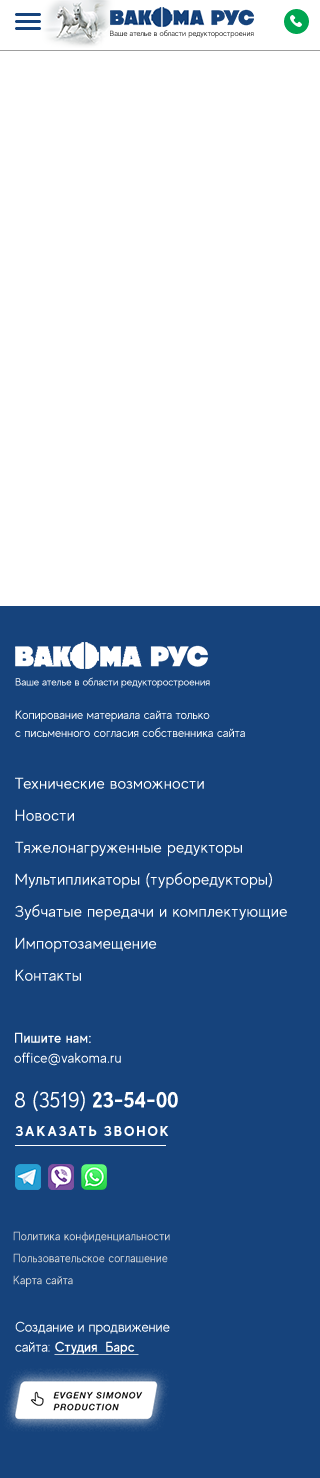 ВАКОМА РУС
Ваше ателье в области редукторостроения
ВАКОМА РУС
Ваше ателье в области редукторостроения
Копирование материала сайта только
с письменного согласия собственника сайта
Технические возможности
Новости
Тяжелонагруженные редукторы
Мультипликаторы (турборедукторы)
Зубчатые передачи и комплектующие
Импортозамещение
Контакты
Пишите нам:
office@vakoma.ru
8 (3519) 23-54-00
ЗАКАЗАТЬ ЗВОНОК
Политика конфиденциальности
Пользовательское соглашение
Карта сайта
Создание и продвижение
сайта: Студия Барс
EVGENY SIMONOV
PRODUCTION